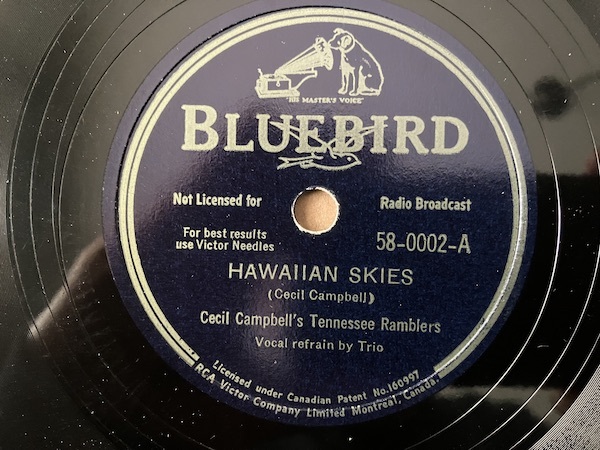 "HIS MASTER'S VOICE"
BLUEBIRD
Not Licensed for Radio Broadcast
For best results
use Victor Needles
58-0002-A
HAWAIIAN SKIES
(Cecil Campbell)
Cecil Campbell's Tennessee Ramblers
Vocal refrain by Trio
Licensed under Canadian Patent No.160997
RCA Victor Company Limited Montreal, Canada.